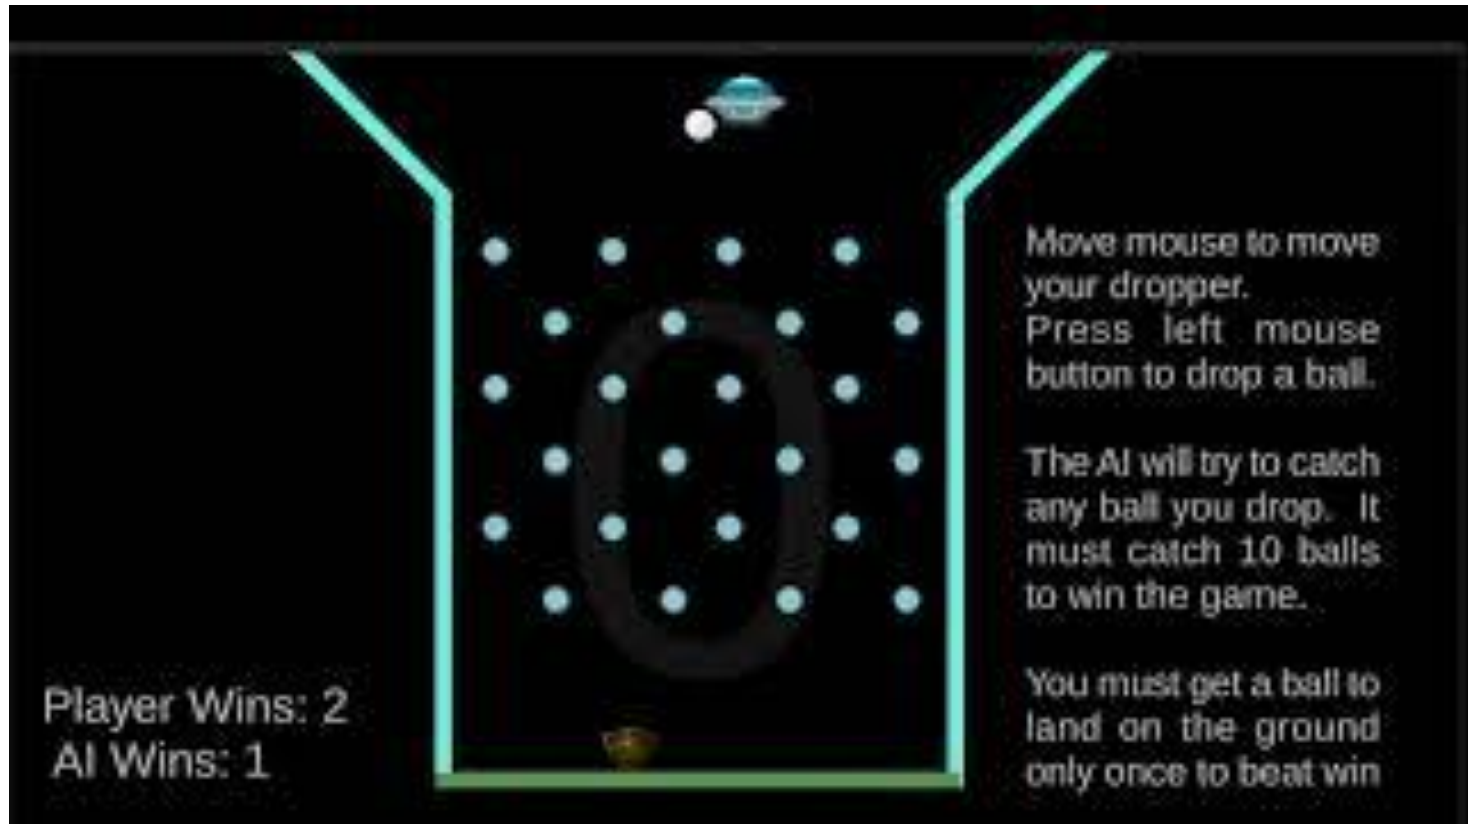 0
Move mouse to move
your dropper.
Press left mouse
button to drop a ball.
The AI will try to catch
any ball you drop. It
must catch 10 balls
to win the game.
You must get a ball to
land on the ground
only once to beat win
Player Wins: 2
AI Wins: 1